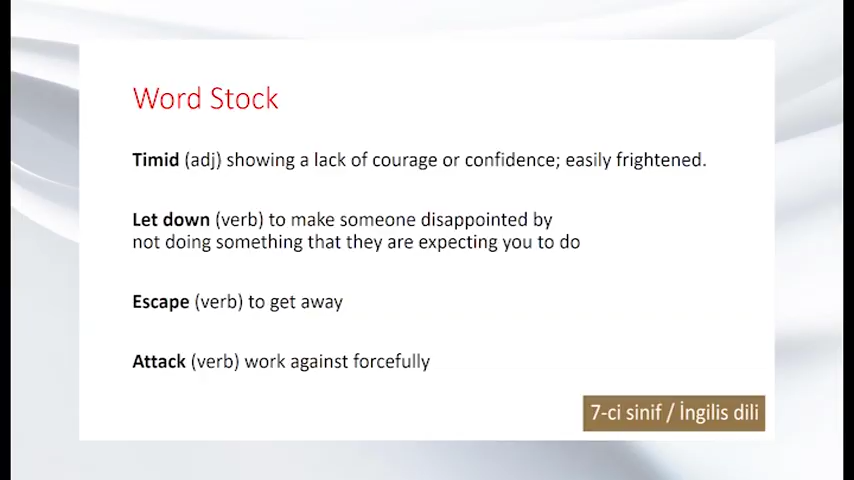 Word Stock
Timid (adj) showing a lack of courage or confidence; easily frightened.
Let down (verb) to make someone disappointed by
not doing something that they are expecting you to do
Escape (verb) to get away
Attack (verb) work against forcefully
7-ci sinif / İngilis dili